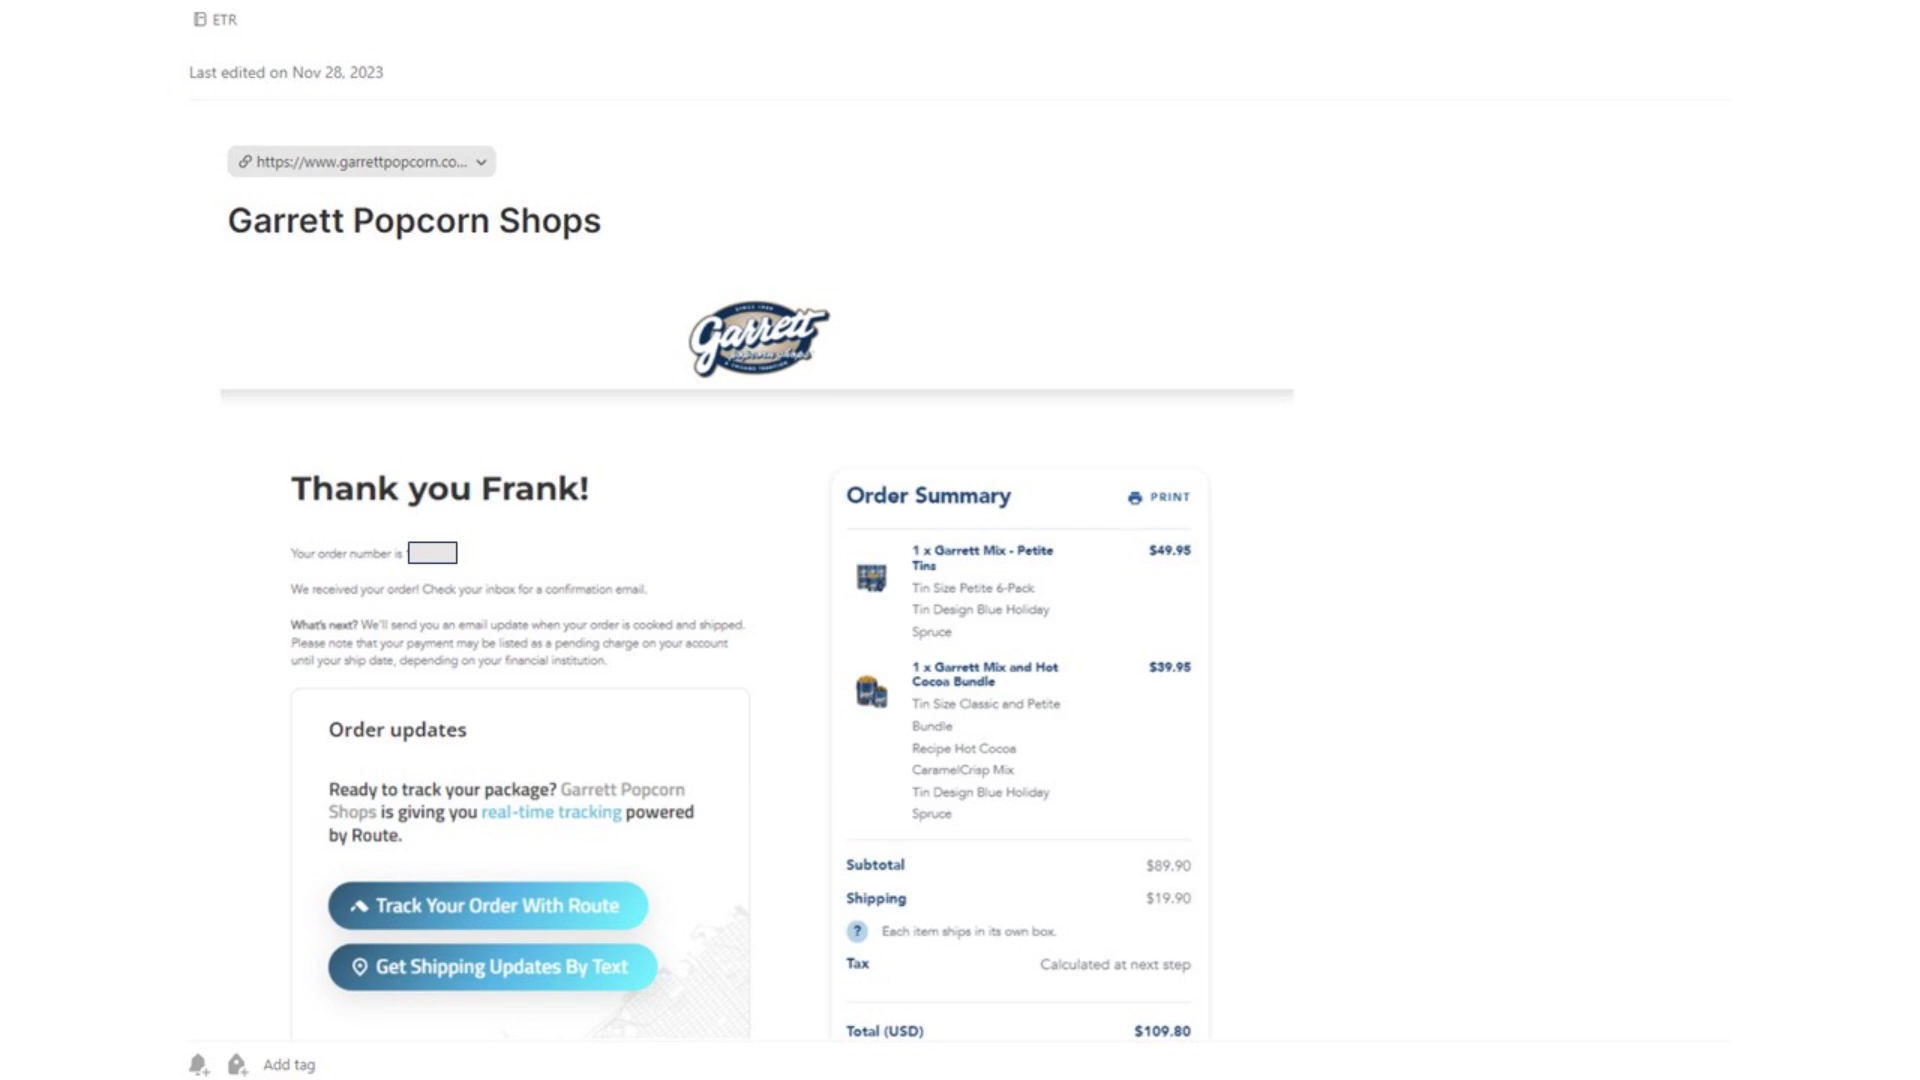 ETR
Last edited on Nov 28, 2023
https://www.garrettpopcorn.co...
Garrett Popcorn Shops
SINCE 1949
Garrett
popcorn shops
A CHICAGO TRADITION
Thank you Frank!
Your order number is
We received your order! Check your inbox for a confirmation email.
What's next? We'll send you an email update when your order is cooked and shipped.
Please note that your payment may be listed as a pending charge on your account
until your ship date, depending on your financial institution.
Order updates
Ready to track your package? Garrett Popcorn
Shops is giving you real-time tracking powered
by Route.
Track Your Order With Route
Get Shipping Updates By Text
Order Summary
PRINT
1 x Garrett Mix - Petite $49.95
Tins
Tin Size Petite 6-Pack
Tin Design Blue Holiday
Spruce
1 x Garrett Mix and Hot $39.95
Cocoa Bundle
Tin Size Classic and Petite
Bundle
Recipe Hot Cocoa
CaramelCrisp Mix
Tin Design Blue Holiday
Spruce
Subtotal $89.90
Shipping $19.90
? Each item ships in its own box.
Tax Calculated at next step
Total (USD) $109.80
Add tag